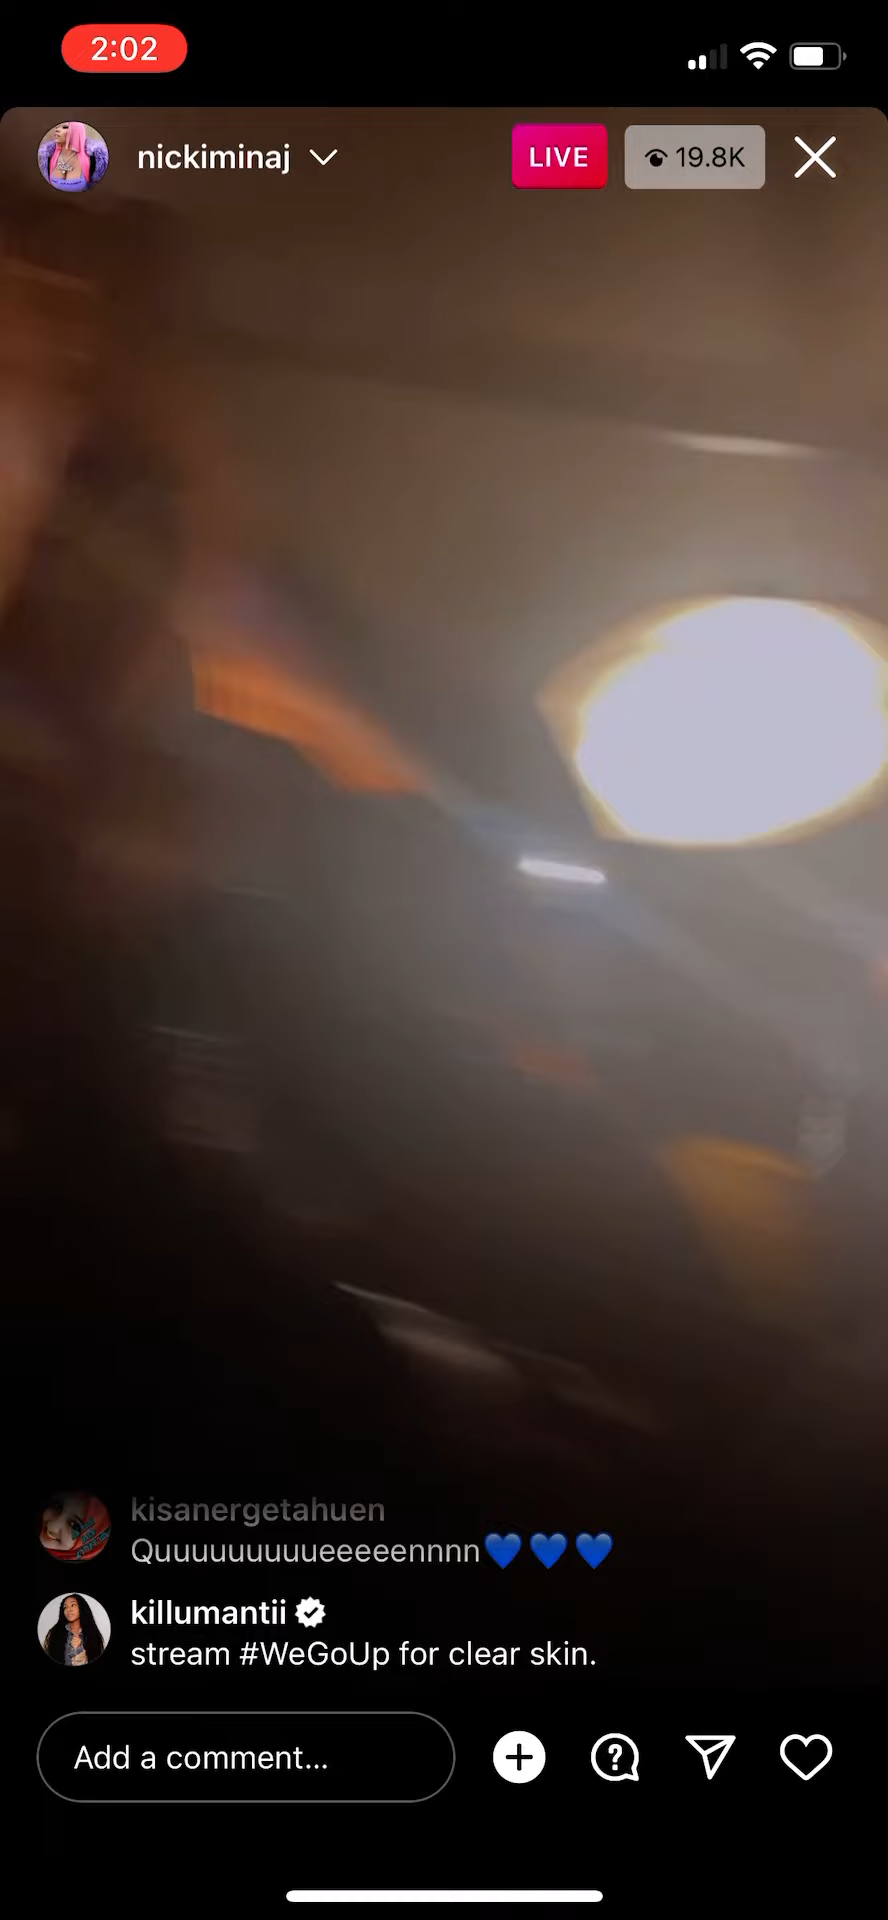 2:02
nickiminaj
LIVE
19.8K
kisanergetahuen
Quuuuuuuuueeeeennnn💙💙💙
killumantii
stream #WeGoUp for clear skin.
Add a comment...